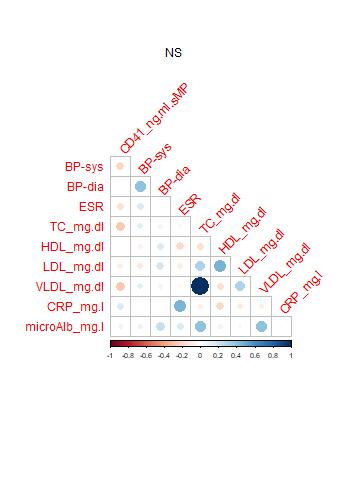 NS
CD41_ng.ml.sMP
BP-sys
BP-dia
ESR
TC_mg.dl
HDL_mg.dl
LDL_mg.dl
VLDL_mg.dl
CRP_mg.l
BP-sys
BP-dia
ESR
TC_mg.dl
HDL_mg.dl
LDL_mg.dl
VLDL_mg.dl
CRP_mg.l
microAlb_mg.l
-1 -0.8 -0.6 -0.4 -0.2 0 0.2 0.4 0.6 0.8 1